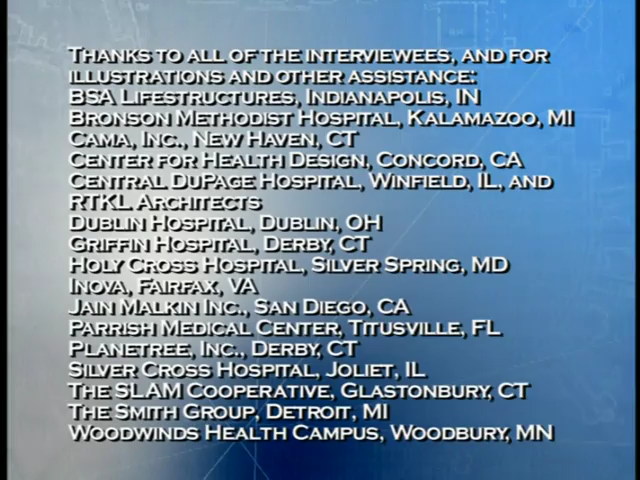 THANKS TO ALL OF THE INTERVIEWEES, AND FOR
ILLUSTRATIONS AND OTHER ASSISTANCE:
BSA LIFESTRUCTURES, INDIANAPOLIS, IN
BRONSON METHODIST HOSPITAL, KALAMAZOO, MI
CAMA, INC., NEW HAVEN, CT
CENTER FOR HEALTH DESIGN, CONCORD, CA
CENTRAL DUPAGE HOSPITAL, WINFIELD, IL, AND
RTKL ARCHITECTS
DUBLIN HOSPITAL, DUBLIN, OH
GRIFFIN HOSPITAL, DERBY, CT
HOLY CROSS HOSPITAL, SILVER SPRING, MD
INOVA, FAIRFAX, VA
JAIN MALKIN INC., SAN DIEGO, CA
PARRISH MEDICAL CENTER, TITUSVILLE, FL
PLANETREE, INC., DERBY, CT
SILVER CROSS HOSPITAL, JOLIET, IL
THE SLAM COOPERATIVE, GLASTONBURY, CT
THE SMITH GROUP, DETROIT, MI
WOODWINDS HEALTH CAMPUS, WOODBURY, MN